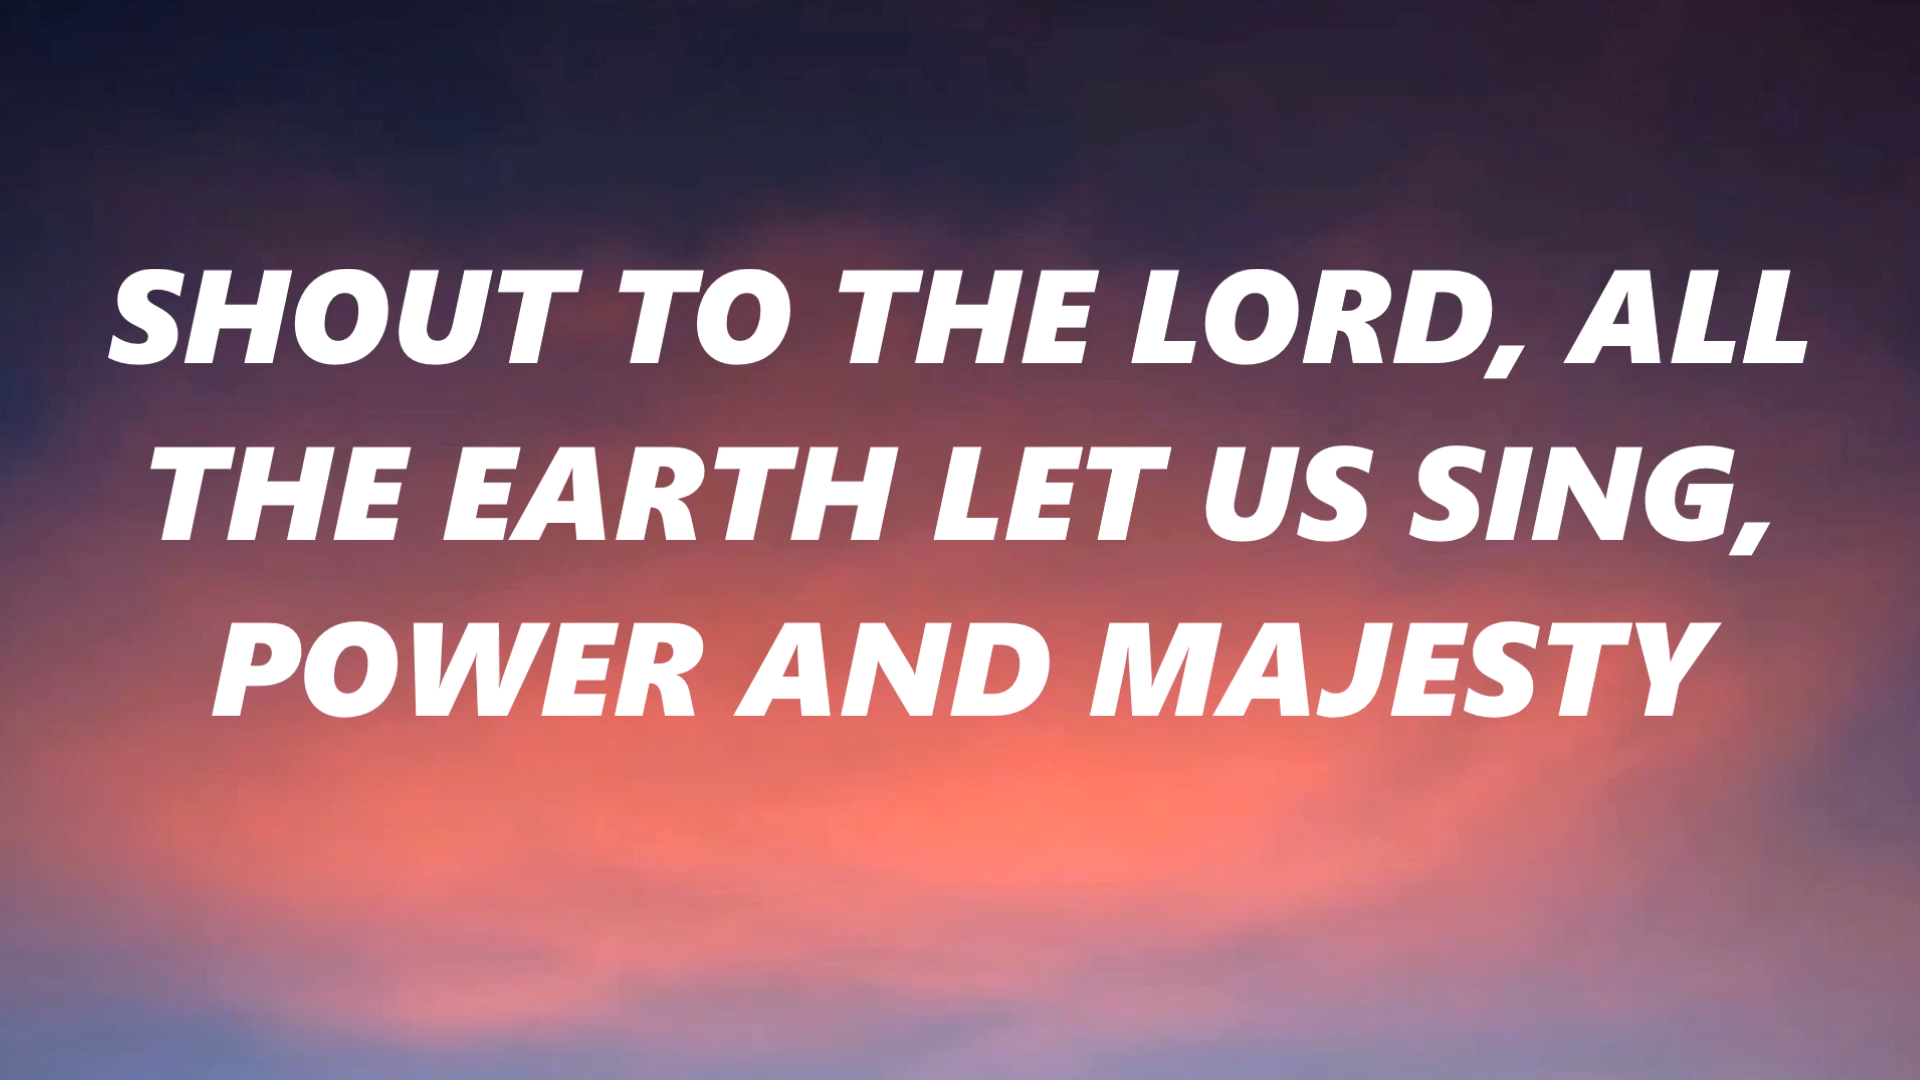 SHOUT TO THE LORD, ALL
THE EARTH LET US SING,
POWER AND MAJESTY